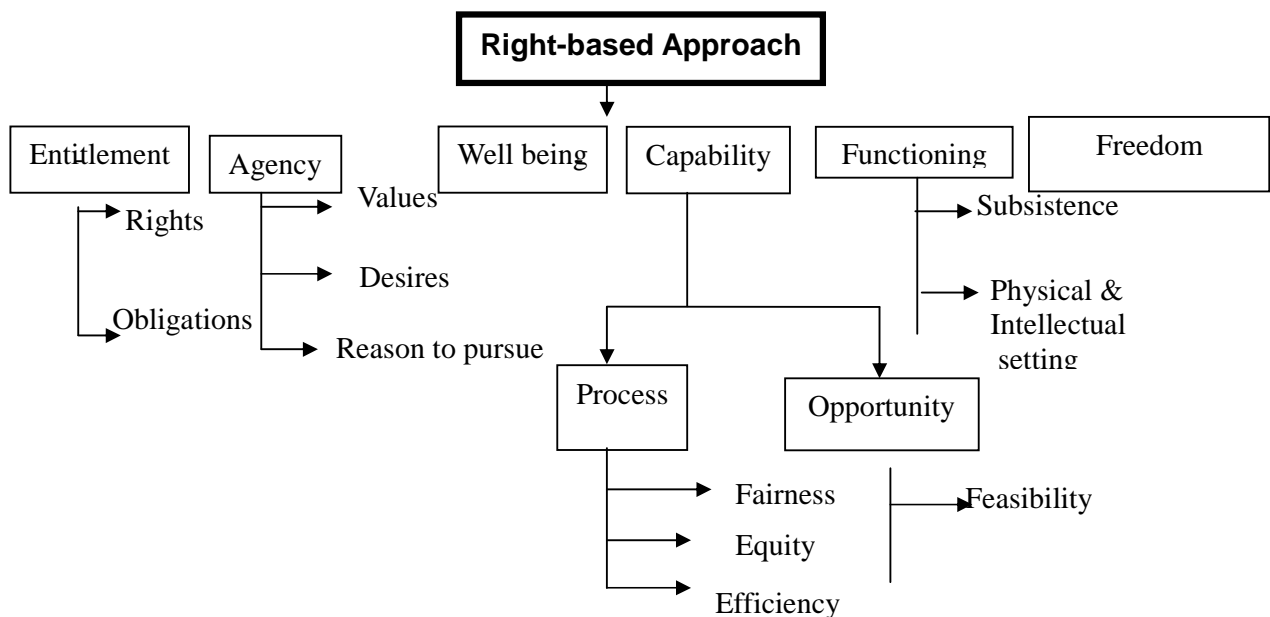 Right-based Approach
Entitlement
Agency
Well being
Capability
Functioning
Freedom
Rights
Obligations
Values
Desires
Reason to pursue
Subsistence
Physical &
Intellectual
setting
Process
Opportunity
Fairness
Equity
Efficiency
Feasibility